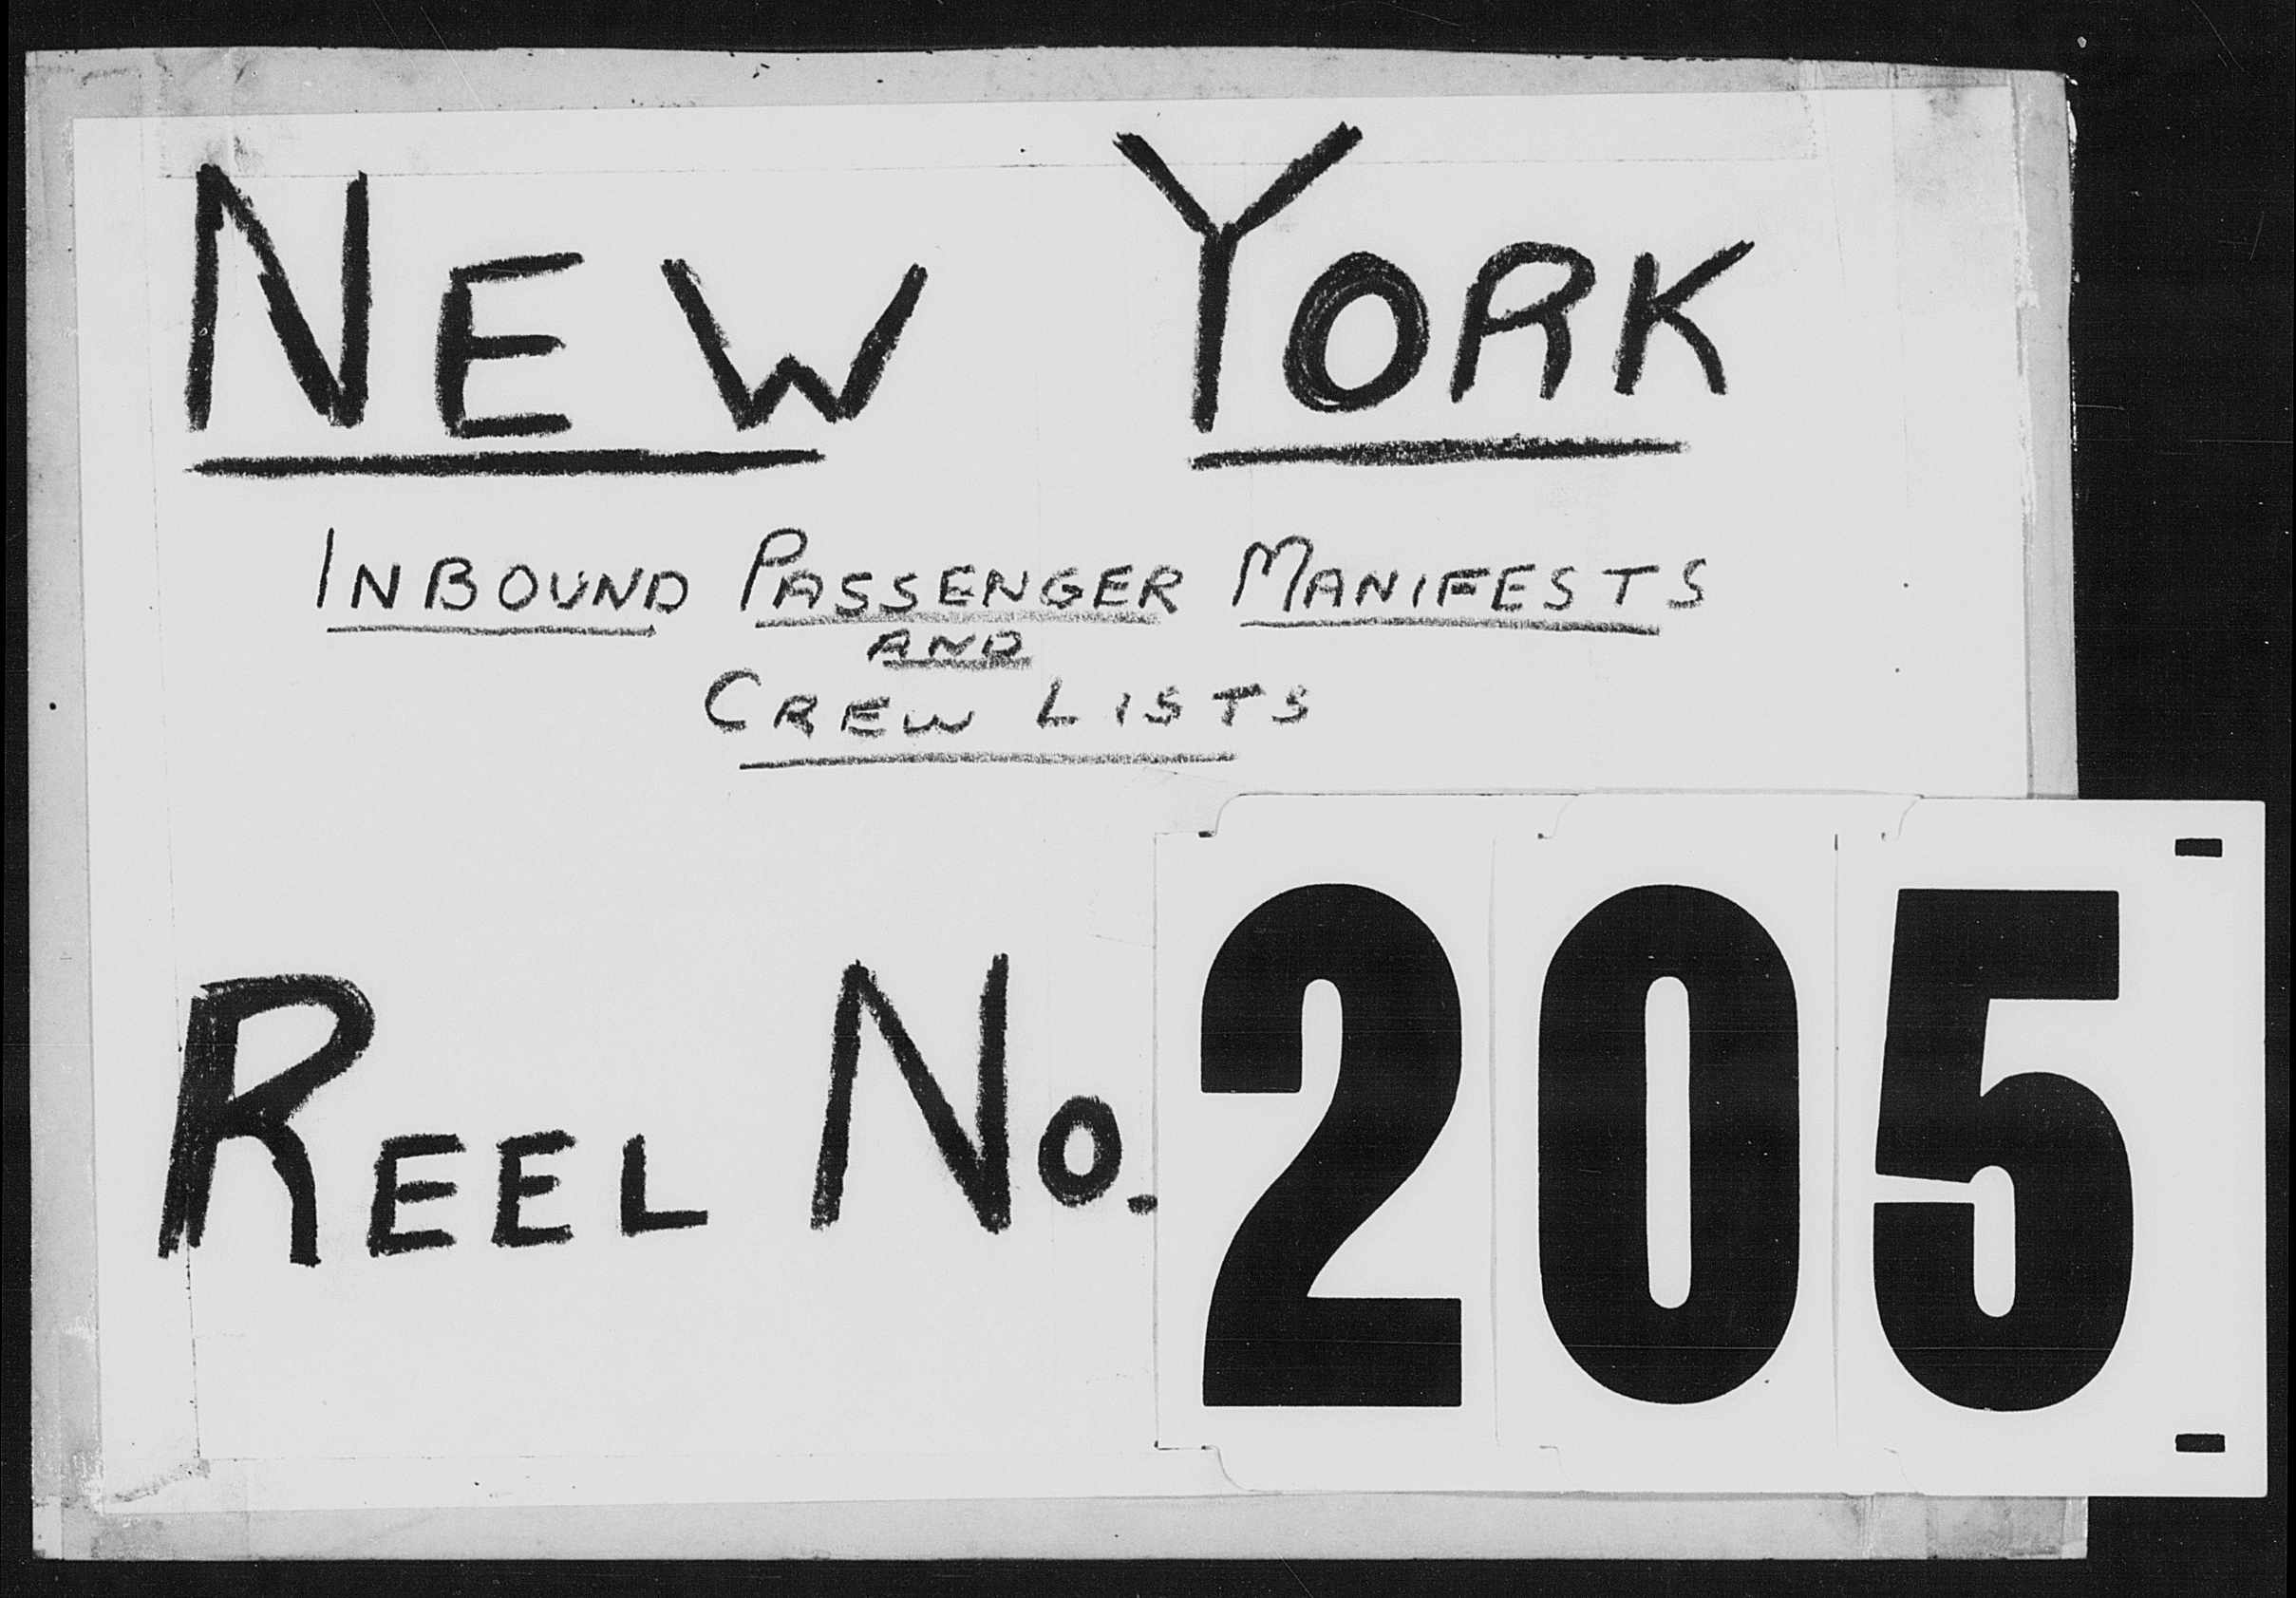 NEW YORK
INBOUND PASSENGER MANIFESTS
AND
CREW LISTS
REEL No. 205